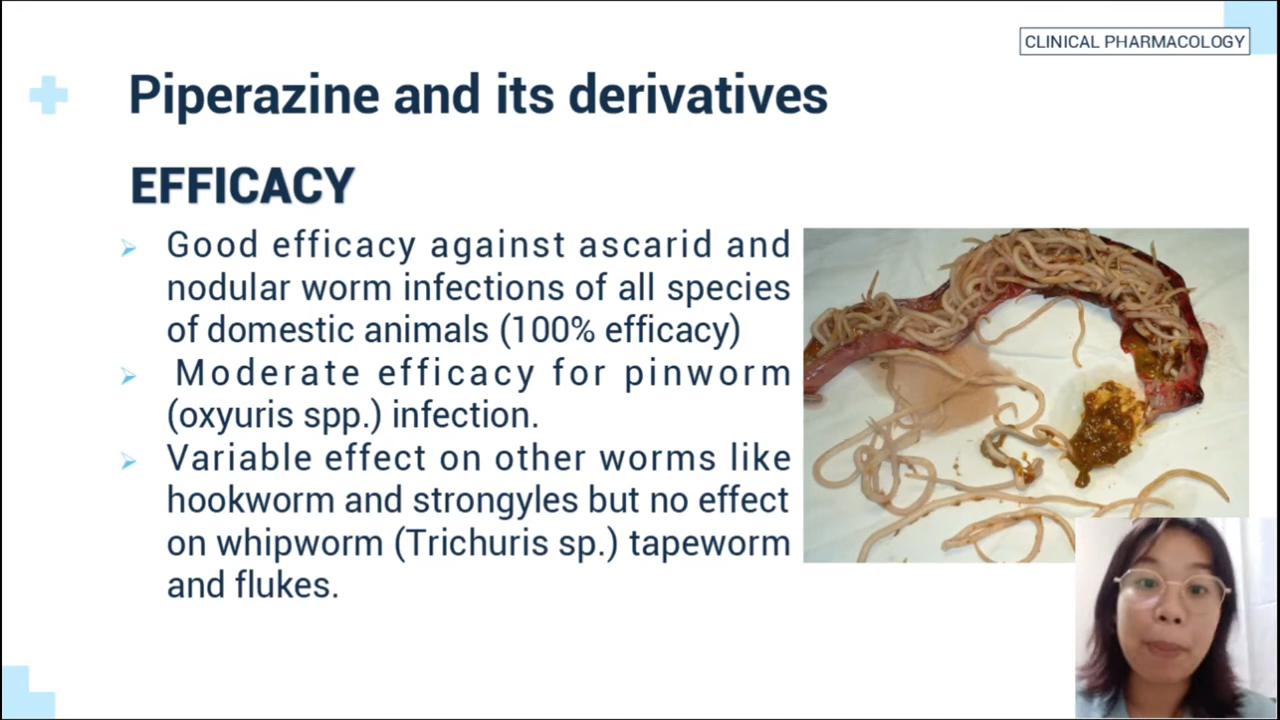 CLINICAL PHARMACOLOGY
Piperazine and its derivatives
EFFICACY
Good efficacy against ascarid and
nodular worm infections of all species
of domestic animals (100% efficacy)
Moderate efficacy for pinworm
(oxyuris spp.) infection.
Variable effect on other worms like
hookworm and strongyles but no effect
on whipworm (Trichuris sp.) tapeworm
and flukes.